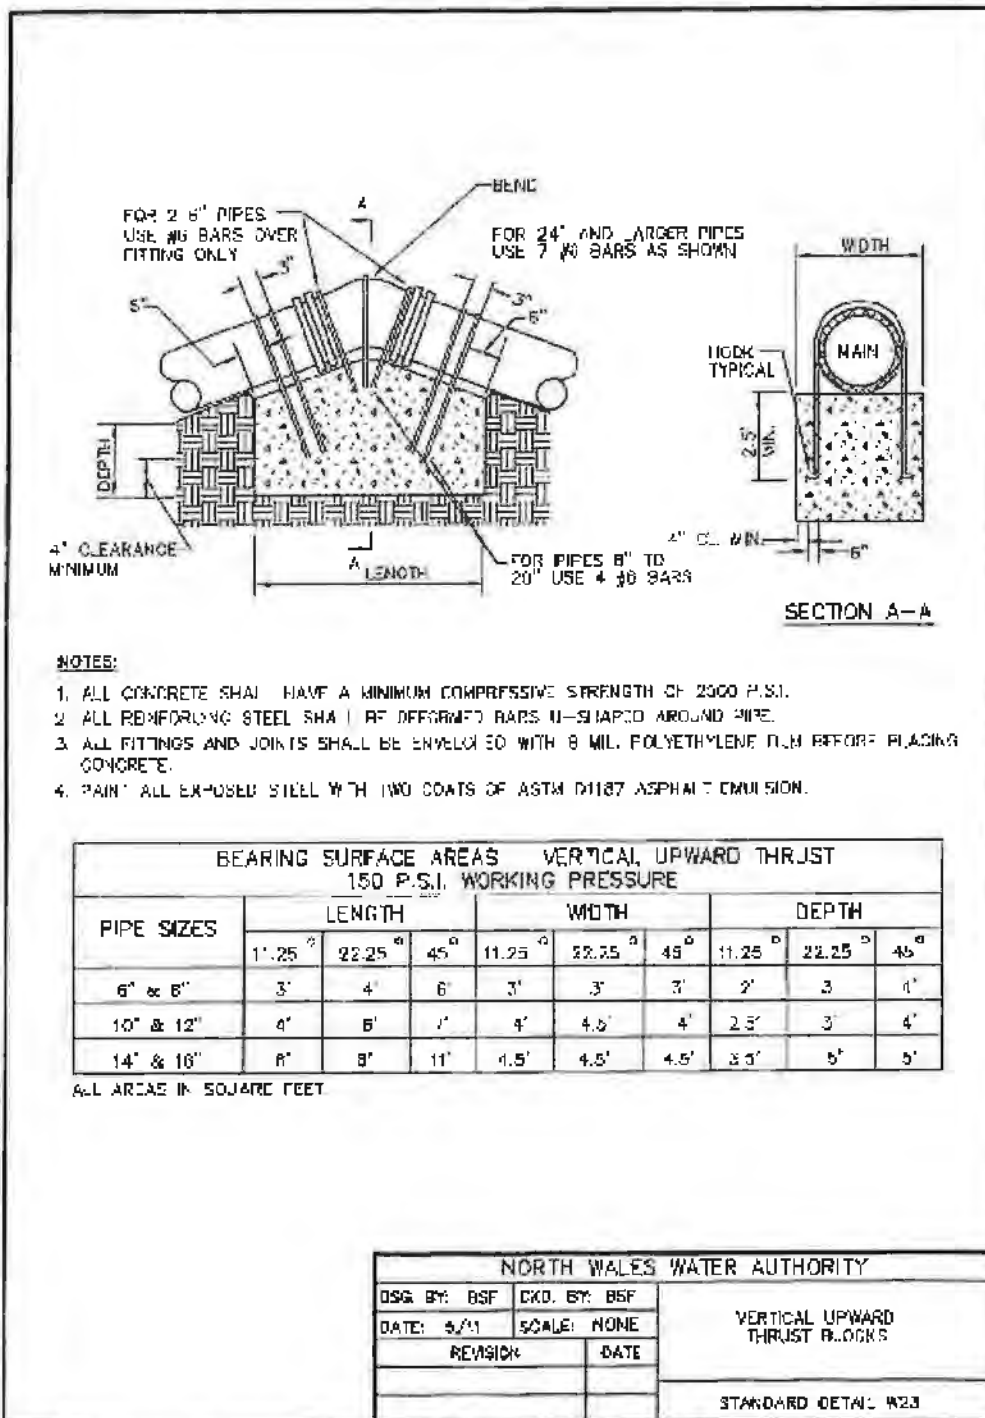 BEND
A
FOR 2 6" PIPES
USE #6 BARS OVER
FITTING ONLY
FOR 24" AND LARGER PIPES
USE 7 #6 BARS AS SHOWN
WIDTH
3"
3"
6"
HOOK
TYPICAL
MAIN
2.5'
MIN.
DEPTH
4" CLEARANCE
MINIMUM
A
LENGTH
FOR PIPES 8" TO
20" USE 4 #6 BARS
4" CL. MIN.
6"
SECTION A-A
NOTES:
1. ALL CONCRETE SHALL HAVE A MINIMUM COMPRESSIVE STRENGTH OF 2000 P.S.I.
2. ALL REINFORCING STEEL SHALL BE DEFORMED BARS U-SHAPED AROUND PIPE.
3. ALL FITTINGS AND JOINTS SHALL BE ENVELOPED WITH 8 MIL. POLYETHYLENE FILM BEFORE PLACING
CONCRETE.
4. PAINT ALL EXPOSED STEEL WITH TWO COATS OF ASTM D1187 ASPHALT EMULSION.
BEARING SURFACE AREAS VERTICAL UPWARD THRUST
150 P.S.I. WORKING PRESSURE
PIPE SIZES LENGTH WIDTH DEPTH
11.25° 22.25° 45° 11.25° 22.25° 45° 11.25° 22.25° 45°
6" & 8" 3' 4' 6' 3' 3' 3' 2' 3 4'
10" & 12" 4' 6' 7' 4' 4.5' 4' 2.5' 3' 4'
14" & 16" 6' 8' 11' 4.5' 4.5' 4.5' 3.5' 5' 5'
ALL AREAS IN SQUARE FEET
NORTH WALES WATER AUTHORITY
DSG. BY: BSF CKD. BY: BSF
DATE: 5/11 SCALE: NONE
REVISION DATE
VERTICAL UPWARD
THRUST BLOCKS
STANDARD DETAIL W23